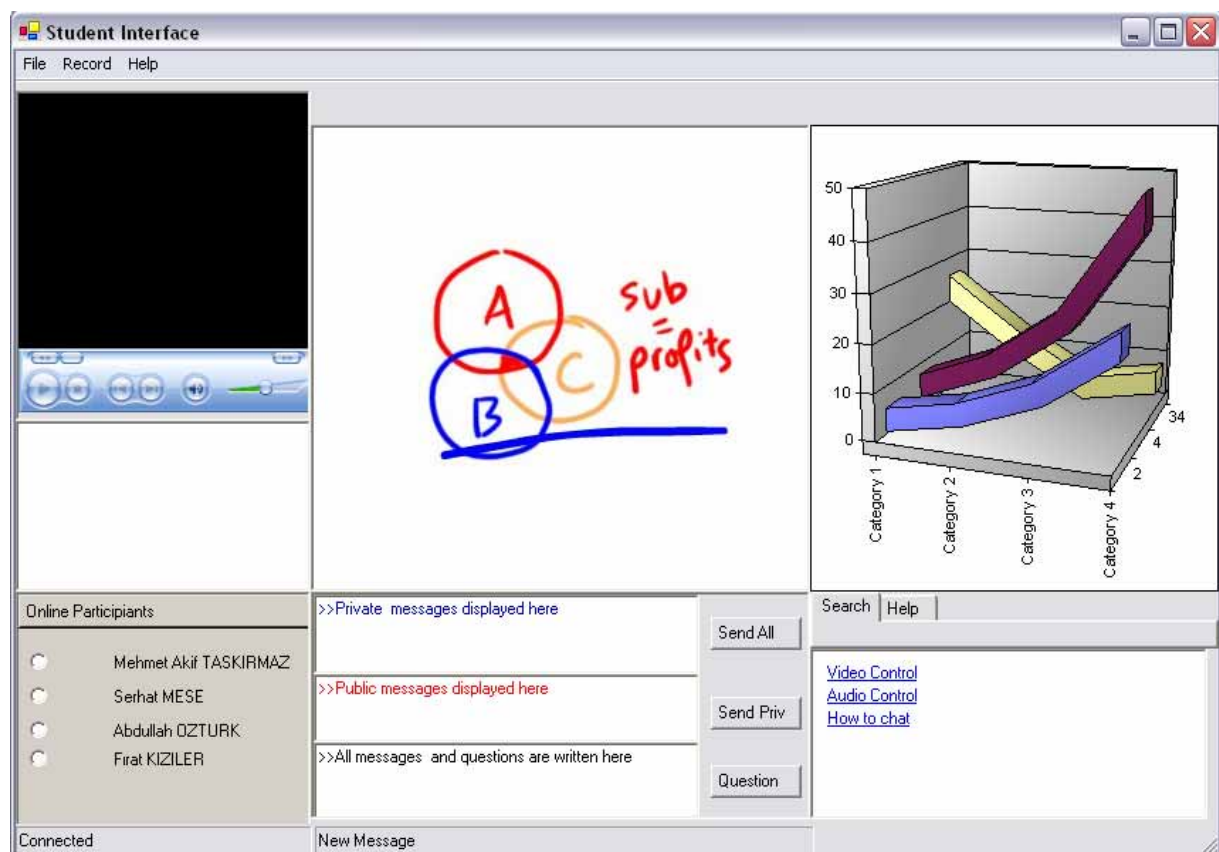 Student Interface
File Record Help
A
B
C
sub
=
profits
50
40
30
20
10
0
Category 1
Category 2
Category 3
Category 4
2
4
34
Online Participiants
Mehmet Akif TASKIRMAZ
Serhat MESE
Abdullah OZTURK
Fırat KIZILER
>>Private messages displayed here
>>Public messages displayed here
>>All messages and questions are written here
Send All
Send Priv
Question
Search Help
Video Control
Audio Control
How to chat
Connected
New Message